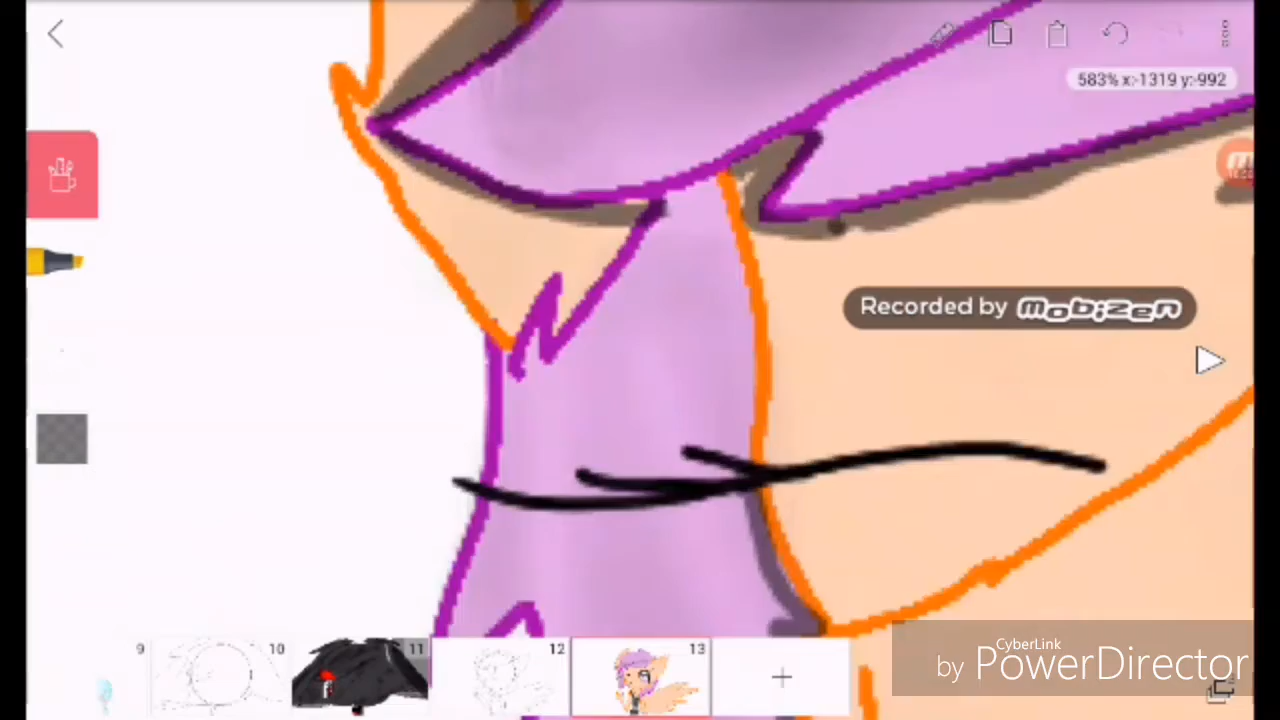 583% x:-1319 y:-992
Recorded by Mobizen
9
10
11
12
13
CyberLink
by PowerDirector